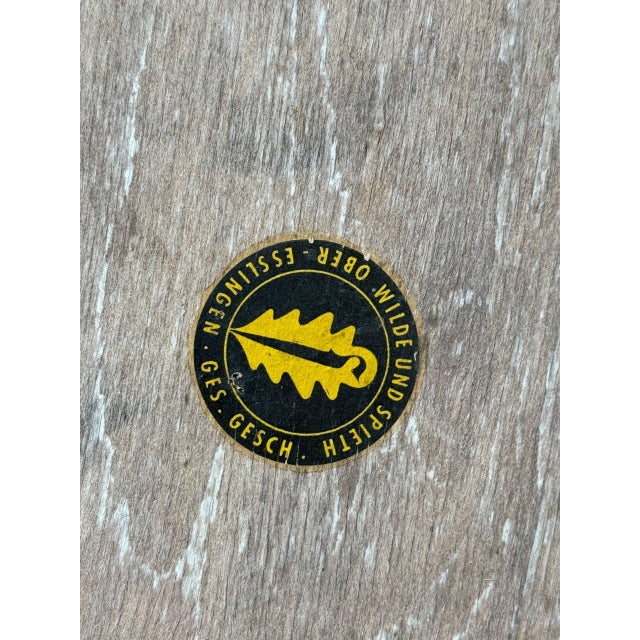 WILDE UND SPIETH · GES. GESCH. · OBER-ESSLINGEN